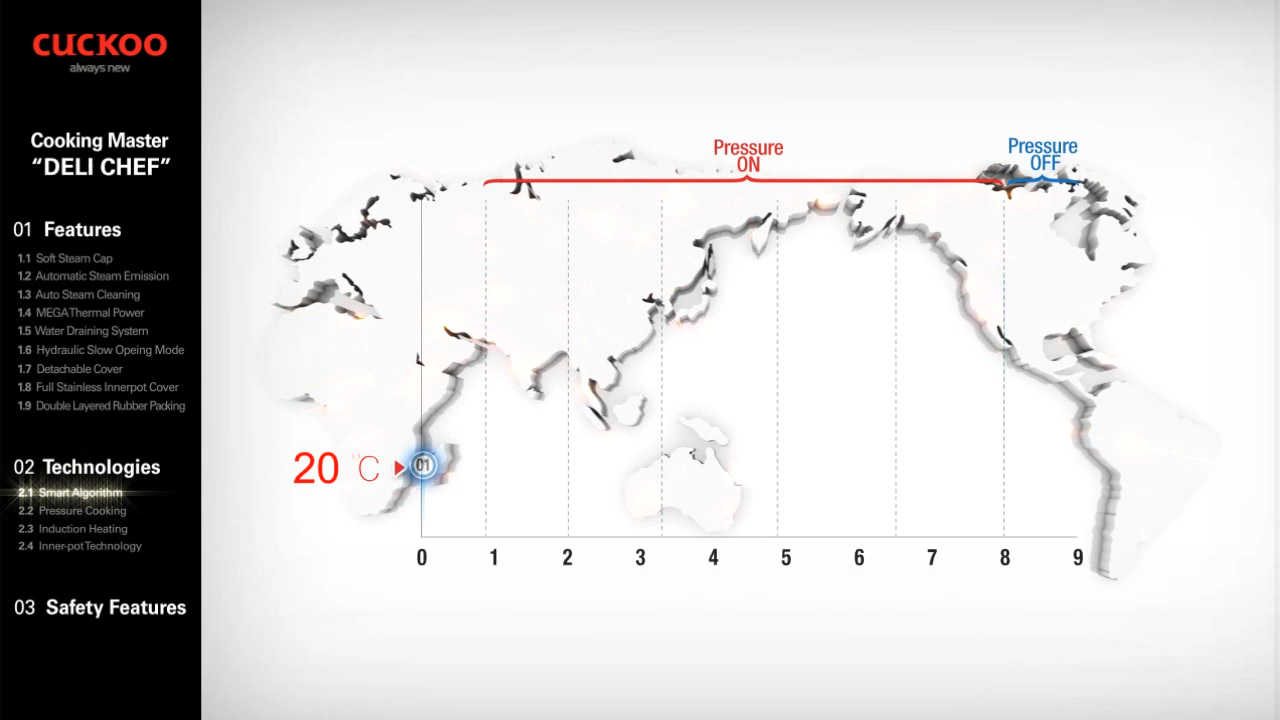 CUCKOO
always new
Cooking Master
“DELI CHEF”
01 Features
1.1 Soft Steam Cap
1.2 Automatic Steam Emission
1.3 Auto Steam Cleaning
1.4 MEGA Thermal Power
1.5 Water Draining System
1.6 Hydraulic Slow Opeing Mode
1.7 Detachable Cover
1.8 Full Stainless Innerpot Cover
1.9 Double Layered Rubber Packing
02 Technologies
2.1 Smart Algorithm
2.2 Pressure Cooking
2.3 Induction Heating
2.4 Inner-pot Technology
03 Safety Features
Pressure
ON
Pressure
OFF
20 °C
01
0 1 2 3 4 5 6 7 8 9